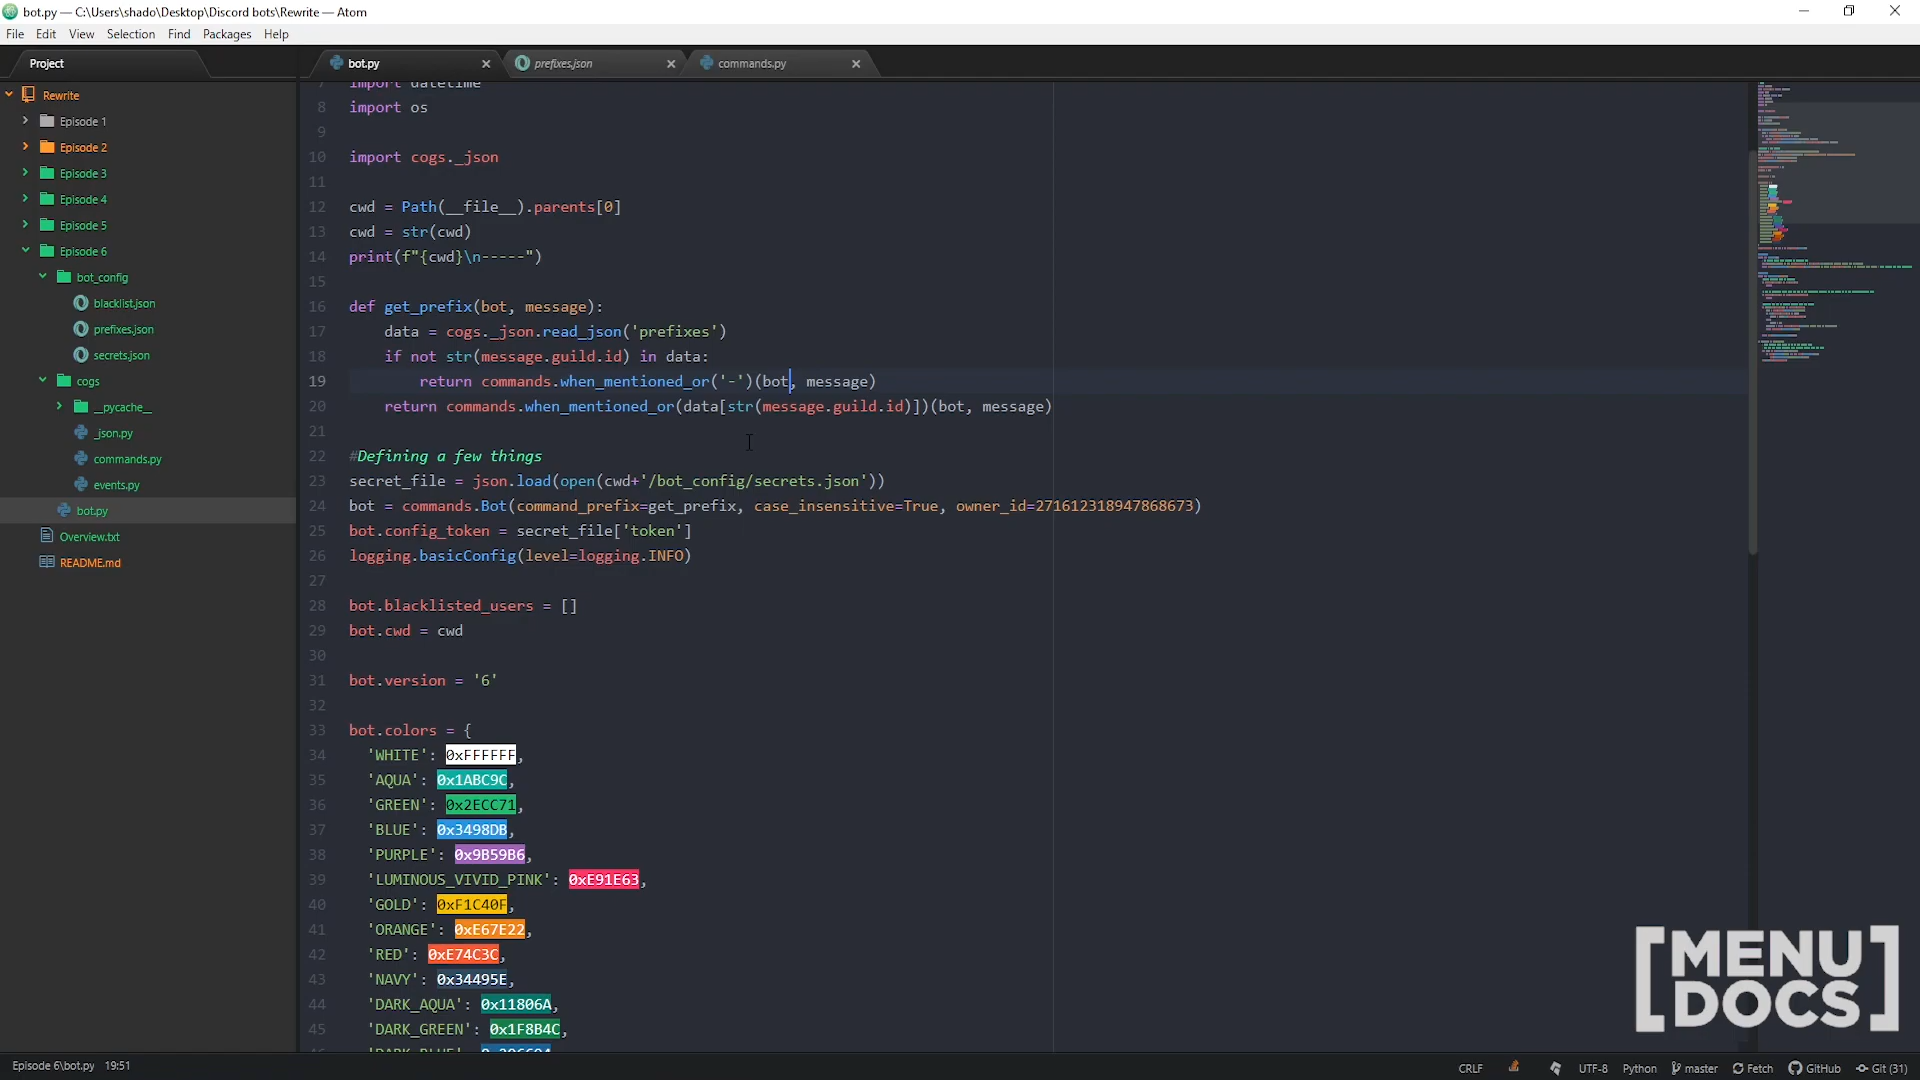 bot.py — C:\Users\shado\Desktop\Discord bots\Rewrite — Atom
File Edit View Selection Find Packages Help
Project
bot.py
prefixes.json
commands.py
Rewrite
Episode 1
Episode 2
Episode 3
Episode 4
Episode 5
Episode 6
bot_config
blacklist.json
prefixes.json
secrets.json
cogs
__pycache__
_json.py
commands.py
events.py
bot.py
Overview.txt
README.md
7 import datetime
8 import os
9
10 import cogs._json
11
12 cwd = Path(__file__).parents[0]
13 cwd = str(cwd)
14 print(f"{cwd}\n-----")
15
16 def get_prefix(bot, message):
17 data = cogs._json.read_json('prefixes')
18 if not str(message.guild.id) in data:
19 return commands.when_mentioned_or('-')(bot, message)
20 return commands.when_mentioned_or(data[str(message.guild.id)])(bot, message)
21
22 #Defining a few things
23 secret_file = json.load(open(cwd+'/bot_config/secrets.json'))
24 bot = commands.Bot(command_prefix=get_prefix, case_insensitive=True, owner_id=271612318947868673)
25 bot.config_token = secret_file['token']
26 logging.basicConfig(level=logging.INFO)
27
28 bot.blacklisted_users = []
29 bot.cwd = cwd
30
31 bot.version = '6'
32
33 bot.colors = {
34 'WHITE': 0xFFFFFF,
35 'AQUA': 0x1ABC9C,
36 'GREEN': 0x2ECC71,
37 'BLUE': 0x3498DB,
38 'PURPLE': 0x9B59B6,
39 'LUMINOUS_VIVID_PINK': 0xE91E63,
40 'GOLD': 0xF1C40F,
41 'ORANGE': 0xE67E22,
42 'RED': 0xE74C3C,
43 'NAVY': 0x34495E,
44 'DARK_AQUA': 0x11806A,
45 'DARK_GREEN': 0x1F8B4C,
[MENU
DOCS]
Episode 6\bot.py 19:51
CRLF UTF-8 Python master Fetch GitHub Git (31)